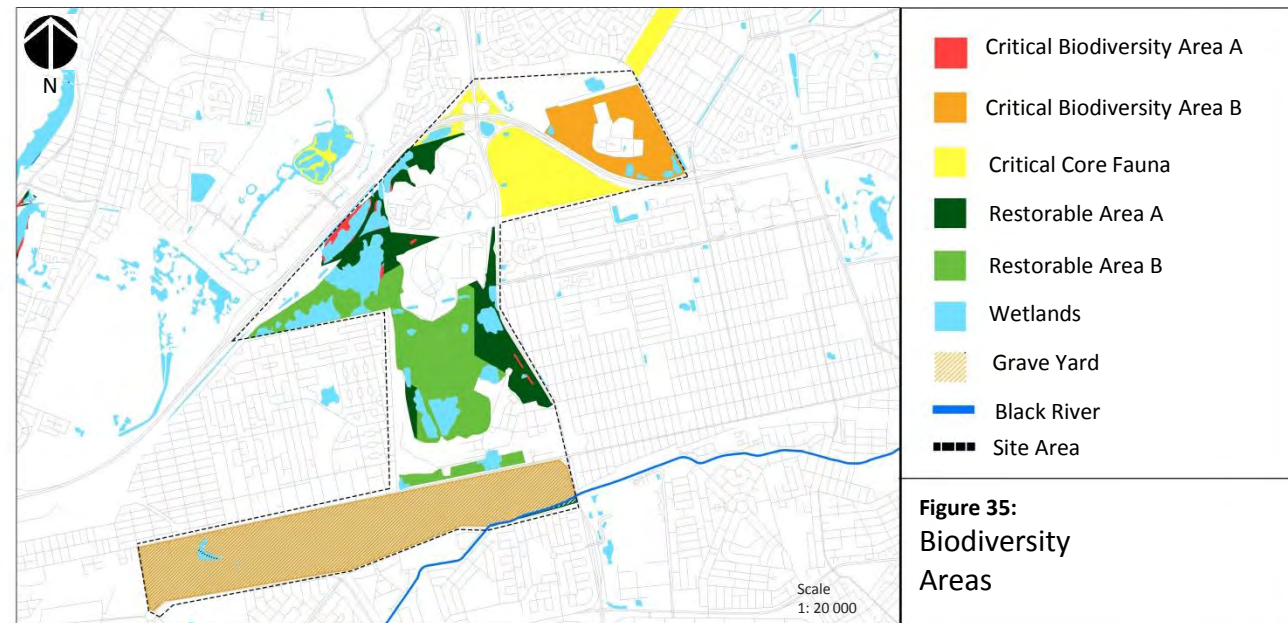 N
Scale
1: 20 000
Critical Biodiversity Area A
Critical Biodiversity Area B
Critical Core Fauna
Restorable Area A
Restorable Area B
Wetlands
Grave Yard
Black River
Site Area
Figure 35:
Biodiversity
Areas